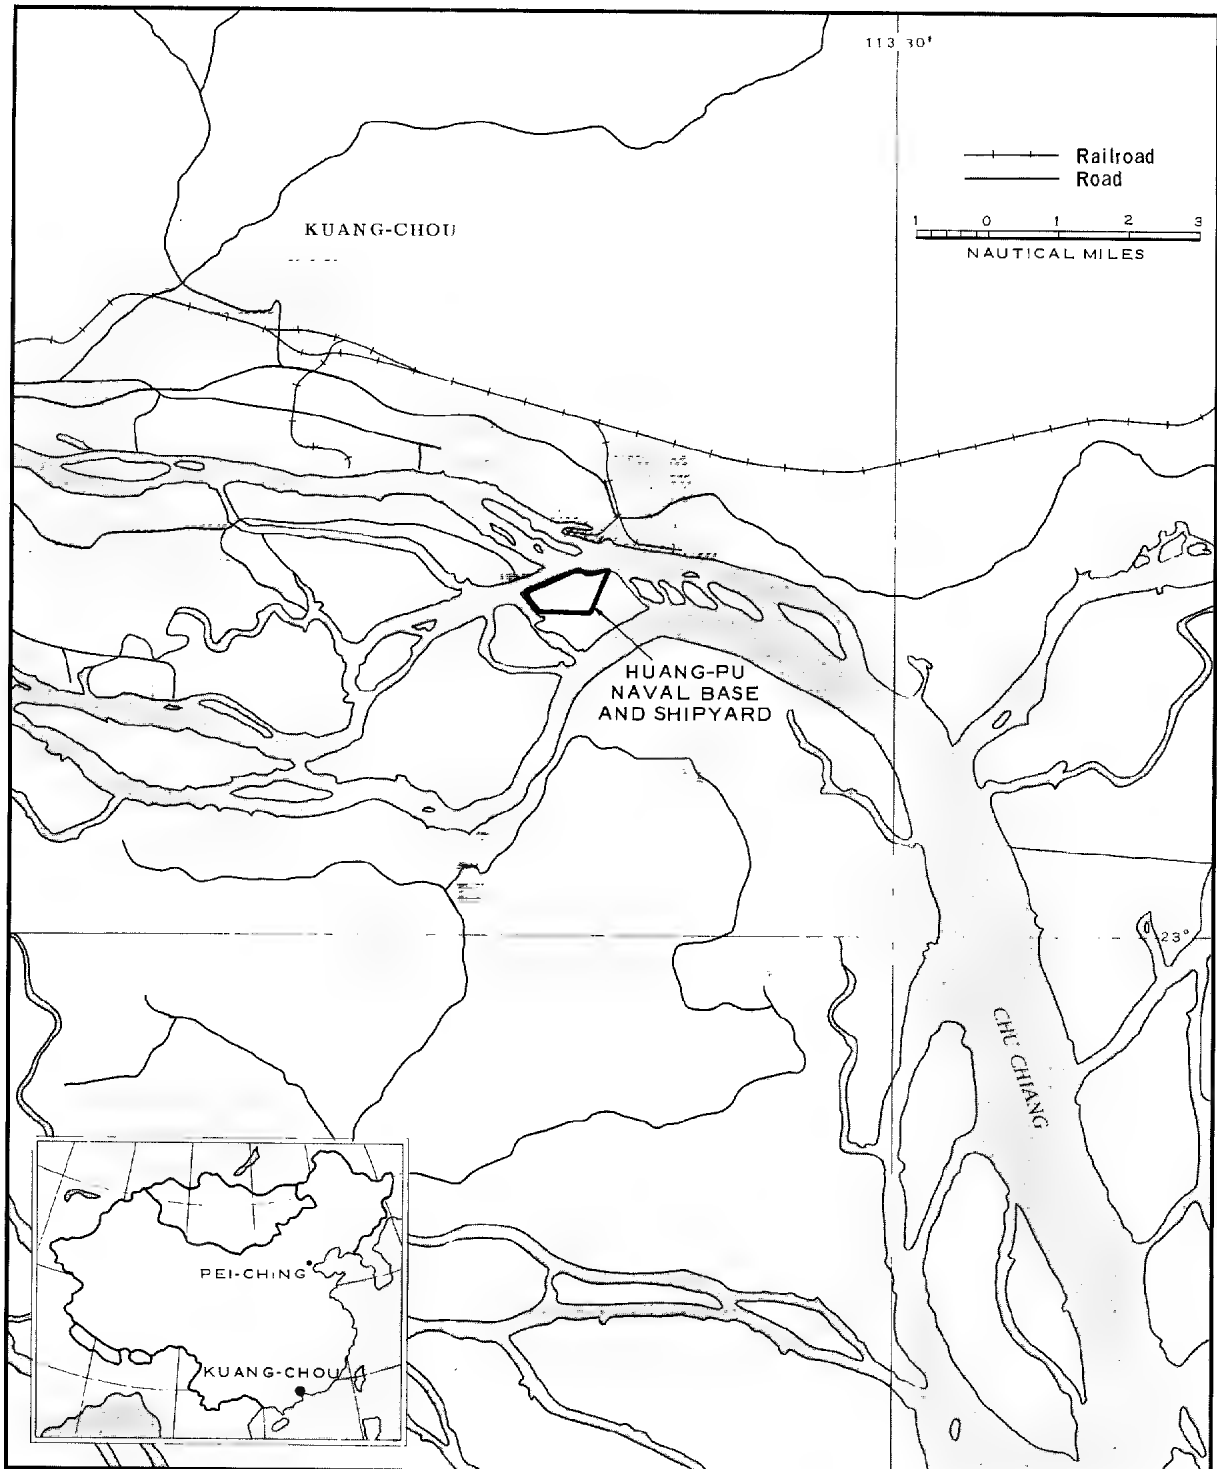 113 30'
Railroad
Road
1 0 1 2 3
NAUTICAL MILES
KUANG-CHOU
HUANG-PU
NAVAL BASE
AND SHIPYARD
23°
CHU CHIANG
PEI-CHING
KUANG-CHOU